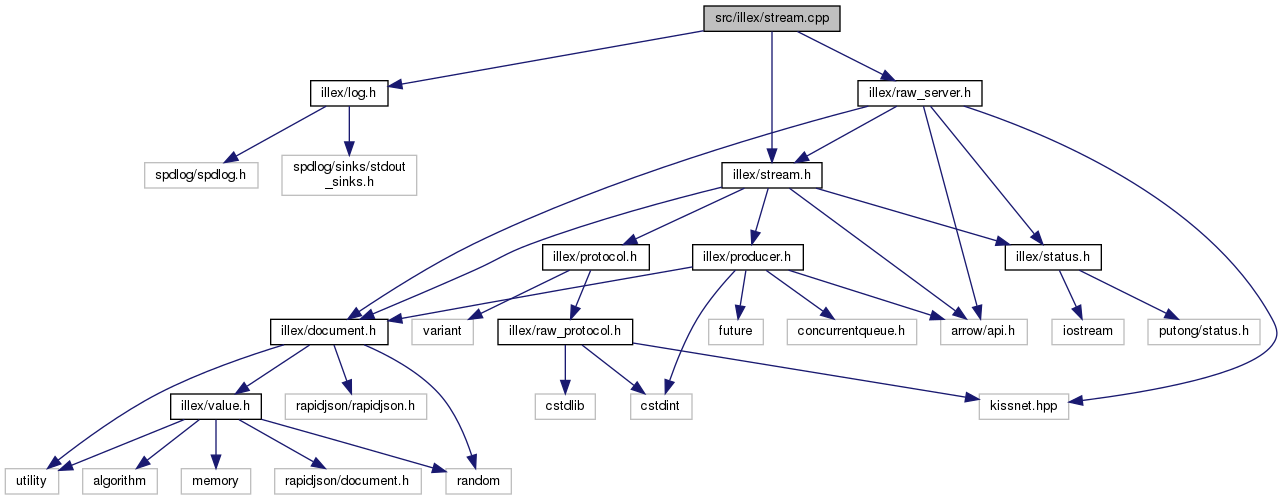 src/illex/stream.cpp
illex/log.h
illex/raw_server.h
spdlog/spdlog.h
spdlog/sinks/stdout
_sinks.h
illex/stream.h
illex/protocol.h
illex/producer.h
illex/status.h
illex/document.h
variant
illex/raw_protocol.h
future
concurrentqueue.h
arrow/api.h
iostream
putong/status.h
illex/value.h
rapidjson/rapidjson.h
cstdlib
cstdint
kissnet.hpp
utility
algorithm
memory
rapidjson/document.h
random